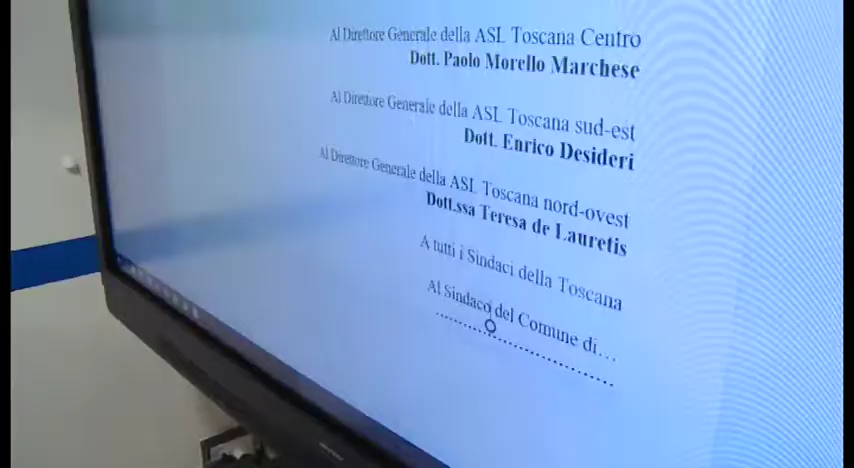 Al Direttore Generale della ASL Toscana Centro
Dott. Paolo Morello Marchese
Al Direttore Generale della ASL Toscana sud-est
Dott. Enrico Desideri
Al Direttore Generale della ASL Toscana nord-ovest
Dott.ssa Teresa de Lauretis
A tutti i Sindaci della Toscana
Al Sindaco del Comune di…